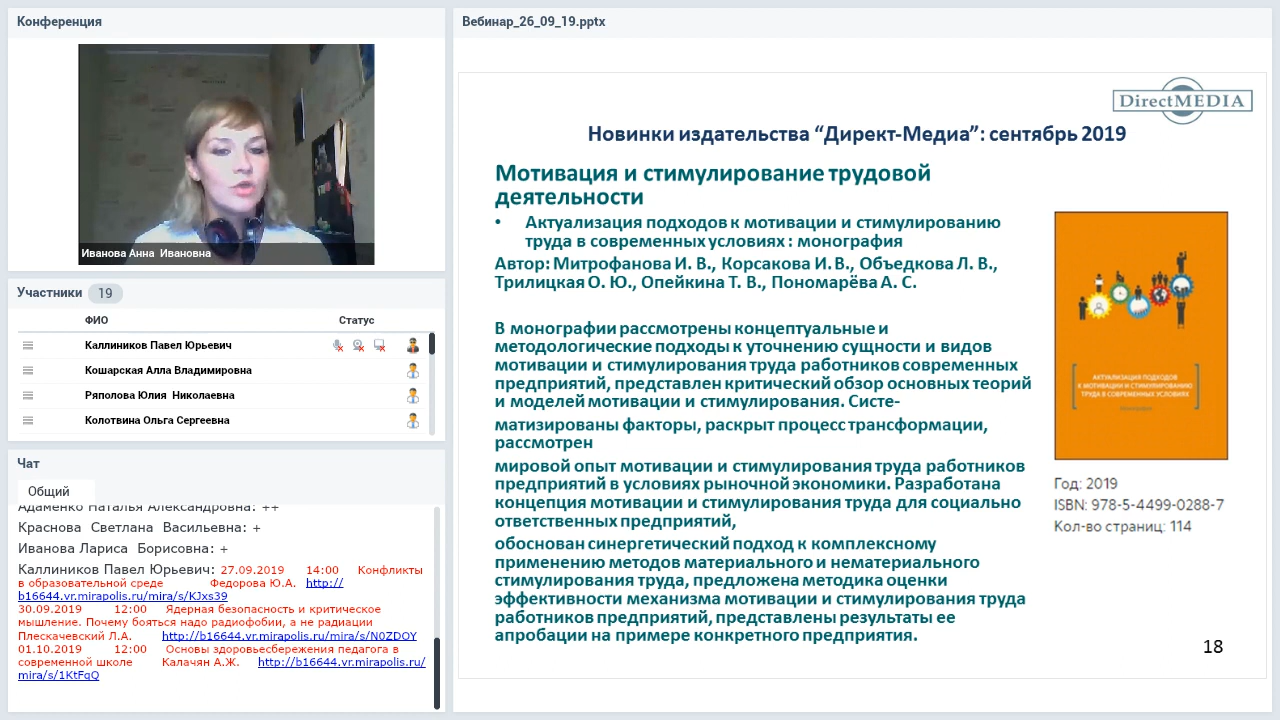 Конференция
Иванова Анна  Ивановна
Участники 19
ФИО Статус
Каллиников Павел Юрьевич
Кошарская Алла Владимировна
Ряполова Юлия  Николаевна
Колотвина Ольга Сергеевна
Чат
Общий
Адаменко Наталья Александровна: ++
Краснова  Светлана  Васильевна: +
Иванова Лариса  Борисовна: +
Каллиников Павел Юрьевич: 27.09.2019 14:00 Конфликты
в образовательной среде Федорова Ю.А. http://
b16644.vr.mirapolis.ru/mira/s/KJxs39
30.09.2019 12:00 Ядерная безопасность и критическое
мышление. Почему бояться надо радиофобии, а не радиации
Плескачевский Л.А. http://b16644.vr.mirapolis.ru/mira/s/N0ZDOY
01.10.2019 12:00 Основы здоровьесбережения педагога в
современной школе Калачян А.Ж. http://b16644.vr.mirapolis.ru/
mira/s/1KtFqQ
Вебинар_26_09_19.pptx
DirectMEDIA
Новинки издательства “Директ-Медиа”: сентябрь 2019
Мотивация и стимулирование трудовой
деятельности
• Актуализация подходов к мотивации и стимулированию
труда в современных условиях : монография
Автор: Митрофанова И. В., Корсакова И. В., Объедкова Л. В.,
Трилицкая О. Ю., Опейкина Т. В., Пономарёва А. С.
В монографии рассмотрены концептуальные и
методологические подходы к уточнению сущности и видов
мотивации и стимулирования труда работников современных
предприятий, представлен критический обзор основных теорий
и моделей мотивации и стимулирования. Систе-
матизированы факторы, раскрыт процесс трансформации,
рассмотрен
мировой опыт мотивации и стимулирования труда работников
предприятий в условиях рыночной экономики. Разработана
концепция мотивации и стимулирования труда для социально
ответственных предприятий,
обоснован синергетический подход к комплексному
применению методов материального и нематериального
стимулирования труда, предложена методика оценки
эффективности механизма мотивации и стимулирования труда
работников предприятий, представлены результаты ее
апробации на примере конкретного предприятия.
АКТУАЛИЗАЦИЯ ПОДХОДОВ
К МОТИВАЦИИ И СТИМУЛИРОВАНИЮ
ТРУДА В СОВРЕМЕННЫХ УСЛОВИЯХ
Год: 2019
ISBN: 978-5-4499-0288-7
Кол-во страниц: 114
18